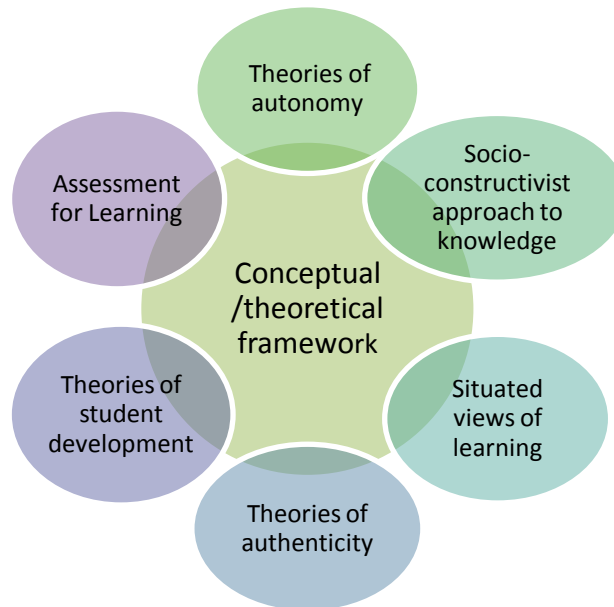 Theories of
autonomy
Socio-
constructivist
approach to
knowledge
Assessment
for Learning
Conceptual
/theoretical
framework
Theories of
student
development
Situated
views of
learning
Theories of
authenticity